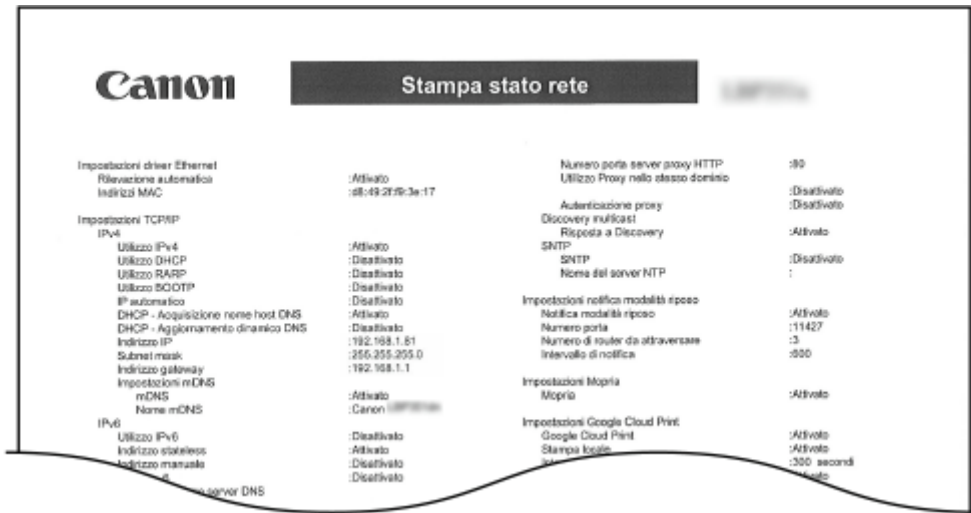 Canon
Stampa stato rete
Impostazioni driver Ethernet
Rilevazione automatica :Attivato
Indirizzi MAC :d8:49:2f:f9:3e:17
Impostazioni TCP/IP
IPv4
Utilizzo IPv4 :Attivato
Utilizzo DHCP :Disattivato
Utilizzo RARP :Disattivato
Utilizzo BOOTP :Disattivato
IP automatico :Disattivato
DHCP - Acquisizione nome host DNS :Attivato
DHCP - Aggiornamento dinamico DNS :Disattivato
Indirizzo IP :192.168.1.81
Subnet mask :255.255.255.0
Indirizzo gateway :192.168.1.1
Impostazioni mDNS
mDNS :Attivato
Nome mDNS :Canon
IPv6
Utilizzo IPv6 :Disattivato
Indirizzo stateless :Attivato
Indirizzo manuale :Disattivato
:Disattivato
server DNS
Numero porta server proxy HTTP :80
Utilizzo Proxy nello stesso dominio
:Disattivato
Autenticazione proxy :Disattivato
Discovery multicast
Risposta a Discovery :Attivato
SNTP
SNTP :Disattivato
Nome del server NTP :
Impostazioni notifica modalità riposo
Notifica modalità riposo :Attivato
Numero porta :11427
Numero di router da attraversare :3
Intervallo di notifica :600
Impostazioni Mopria
Mopria :Attivato
Impostazioni Google Cloud Print
Google Cloud Print :Attivato
Stampa locale :Attivato
:300 secondi